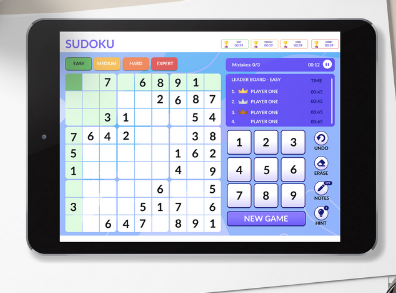 SUDOKU
EASY MEDIUM HARD EXPERT
Mistakes: 0/3 00:12
LEADER BOARD - EASY TIME
1. PLAYER ONE 00:45
2. PLAYER ONE 00:45
3. PLAYER ONE 00:45
4. PLAYER ONE 00:45
7 6 8 9 1
2 6 8 7
3 1 5 4
7 6 4 2 3 8
5 1 6 2
1 4 9
6 5
3 5 1 7 6
6 4 7 8 9 1
1 2 3
4 5 6
7 8 9
UNDO
ERASE
NOTES
HINT
NEW GAME